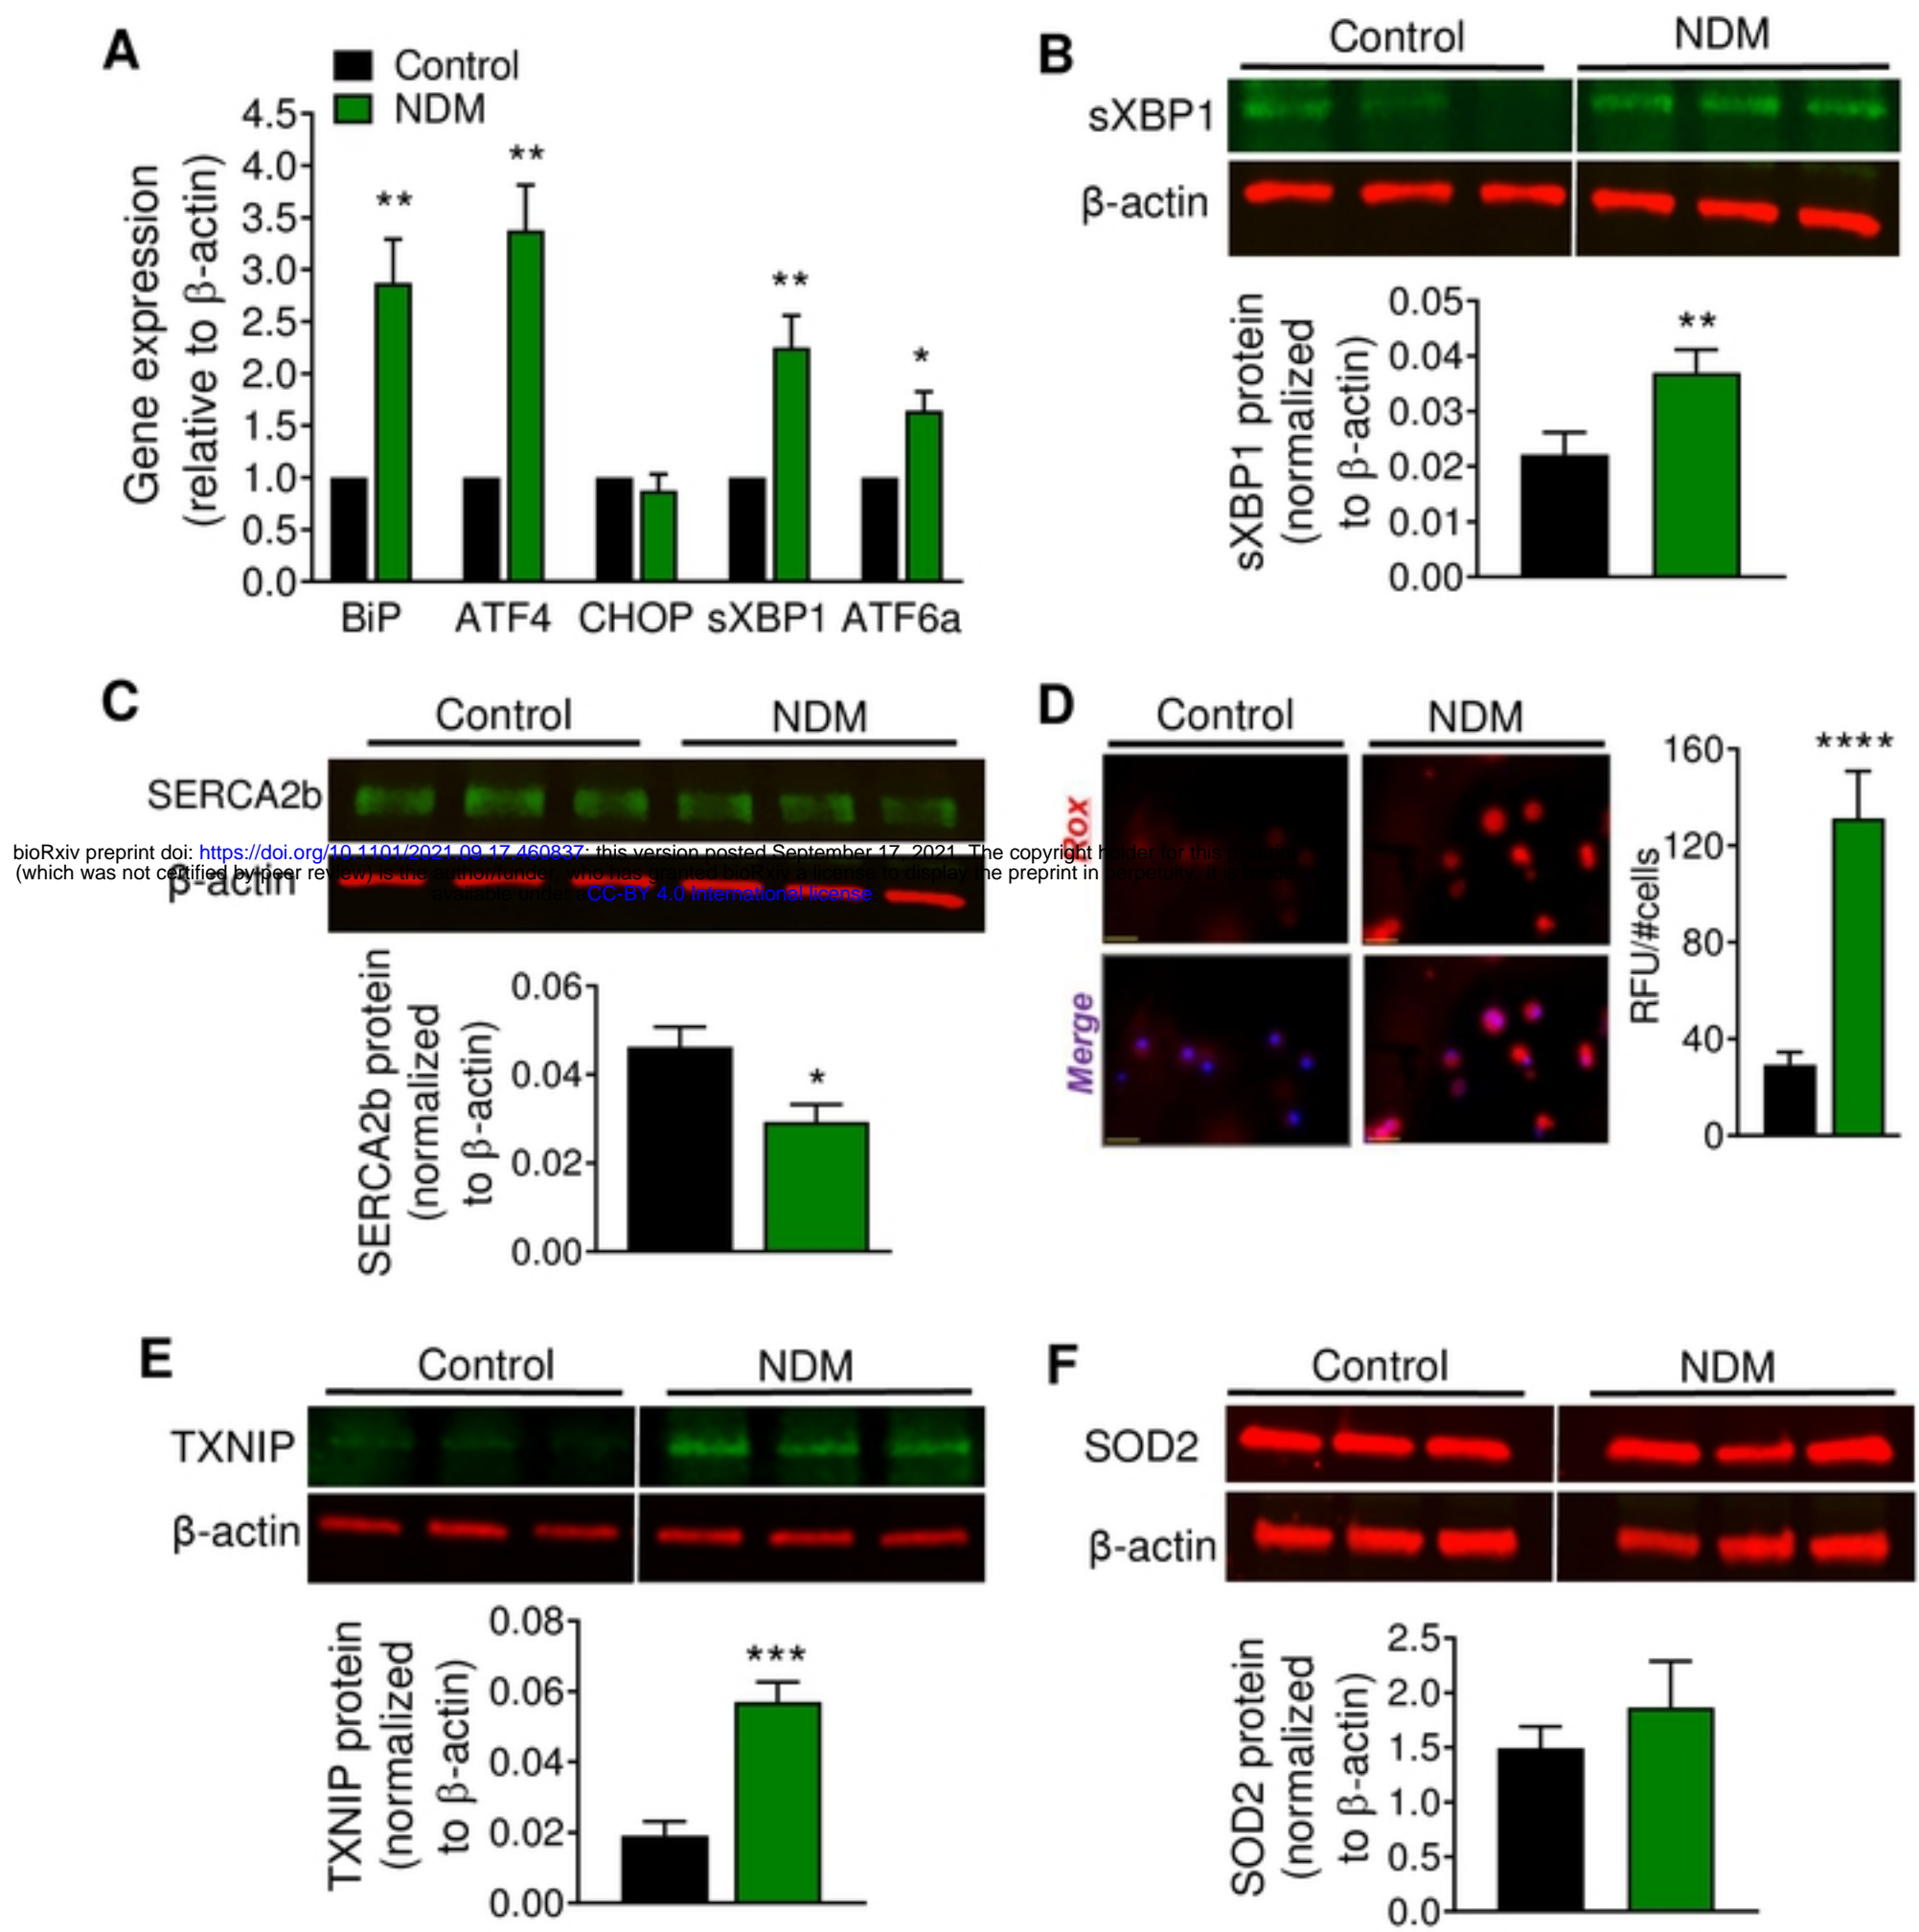 A
Control
NDM
Gene expression
(relative to β-actin)
4.5
4.0
3.5
3.0
2.5
2.0
1.5
1.0
0.5
0.0
**
**
**
*
BiP ATF4 CHOP sXBP1 ATF6a
B
Control NDM
sXBP1
β-actin
sXBP1 protein
(normalized
to β-actin)
0.05
0.04
0.03
0.02
0.01
0.00
**
C
Control NDM
SERCA2b
β-actin
bioRxiv preprint doi: https://doi.org/10.1101/2021.09.17.460837; this version posted September 17, 2021. The copyright holder for this
(which was not certified by peer review) is the author/funder, who has granted bioRxiv a license to display the preprint in perpetuity. It is made
available under aCC-BY 4.0 International license
SERCA2b protein
(normalized
to β-actin)
0.06
0.04
0.02
0.00
*
D
Control NDM
Rox
Merge
RFU/#cells
160
120
80
40
0
****
E
Control NDM
TXNIP
β-actin
TXNIP protein
(normalized
to β-actin)
0.08
0.06
0.04
0.02
0.00
***
F
Control NDM
SOD2
β-actin
SOD2 protein
(normalized
to β-actin)
2.5
2.0
1.5
1.0
0.5
0.0